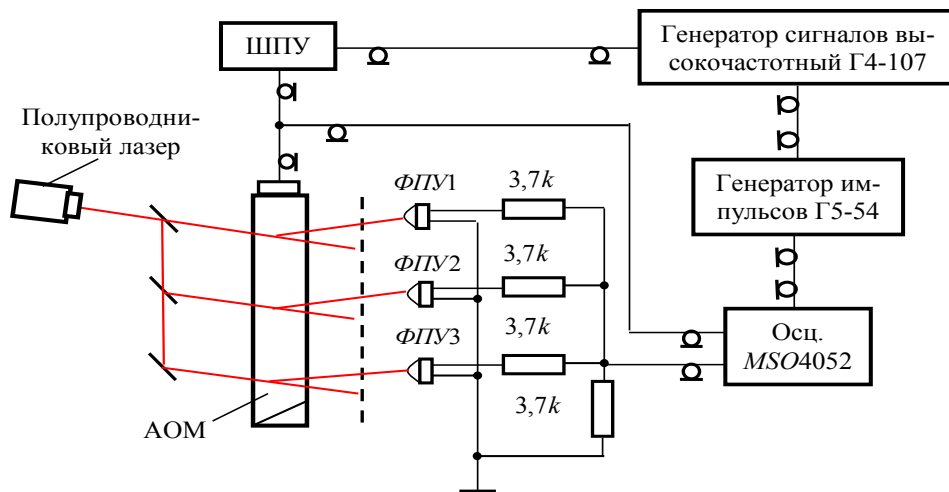 ШПУ
Генератор сигналов вы-
сокочастотный Г4-107
Полупроводни-
ковый лазер
ФПУ1
3,7k
Генератор им-
пульсов Г5-54
ФПУ2
3,7k
ФПУ3
3,7k
Осц.
MSO4052
3,7k
АОМ